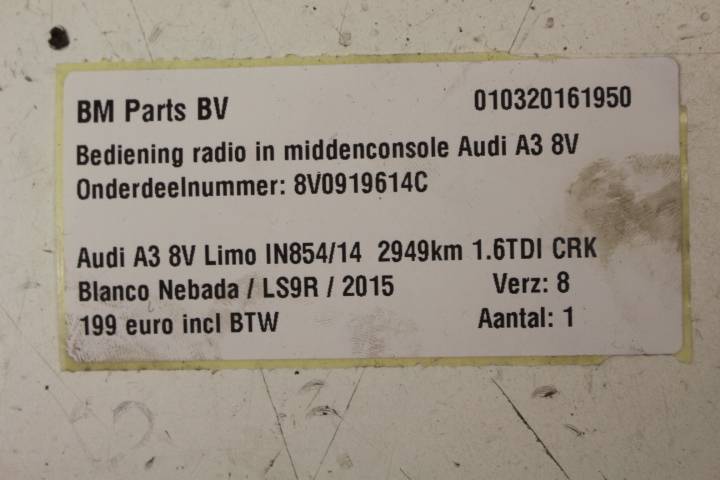 BM Parts BV 010320161950
Bediening radio in middenconsole Audi A3 8V
Onderdeelnummer: 8V0919614C
Audi A3 8V Limo IN854/14 2949km 1.6TDI CRK
Blanco Nebada / LS9R / 2015 Verz: 8
199 euro incl BTW Aantal: 1